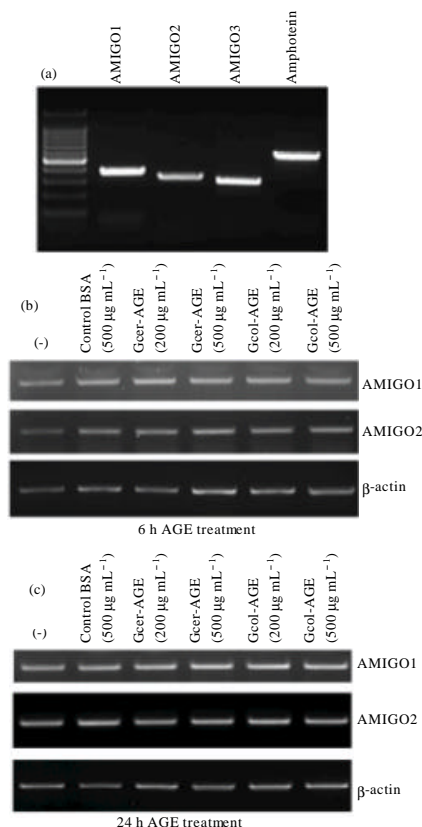 (a)
AMIGO1
AMIGO2
AMIGO3
Amphoterin
(b)
(-)
Control BSA
(500 µg mL⁻¹)
Gcer-AGE
(200 µg mL⁻¹)
Gcer-AGE
(500 µg mL⁻¹)
Gcol-AGE
(200 µg mL⁻¹)
Gcol-AGE
(500 µg mL⁻¹)
AMIGO1
AMIGO2
β-actin
6 h AGE treatment
(c)
(-)
Control BSA
(500 µg mL⁻¹)
Gcer-AGE
(200 µg mL⁻¹)
Gcer-AGE
(500 µg mL⁻¹)
Gcol-AGE
(200 µg mL⁻¹)
Gcol-AGE
(500 µg mL⁻¹)
AMIGO1
AMIGO2
β-actin
24 h AGE treatment